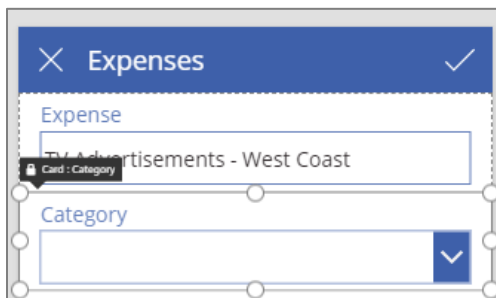 Expenses
Expense
TV Advertisements - West Coast
Card : Category
Category